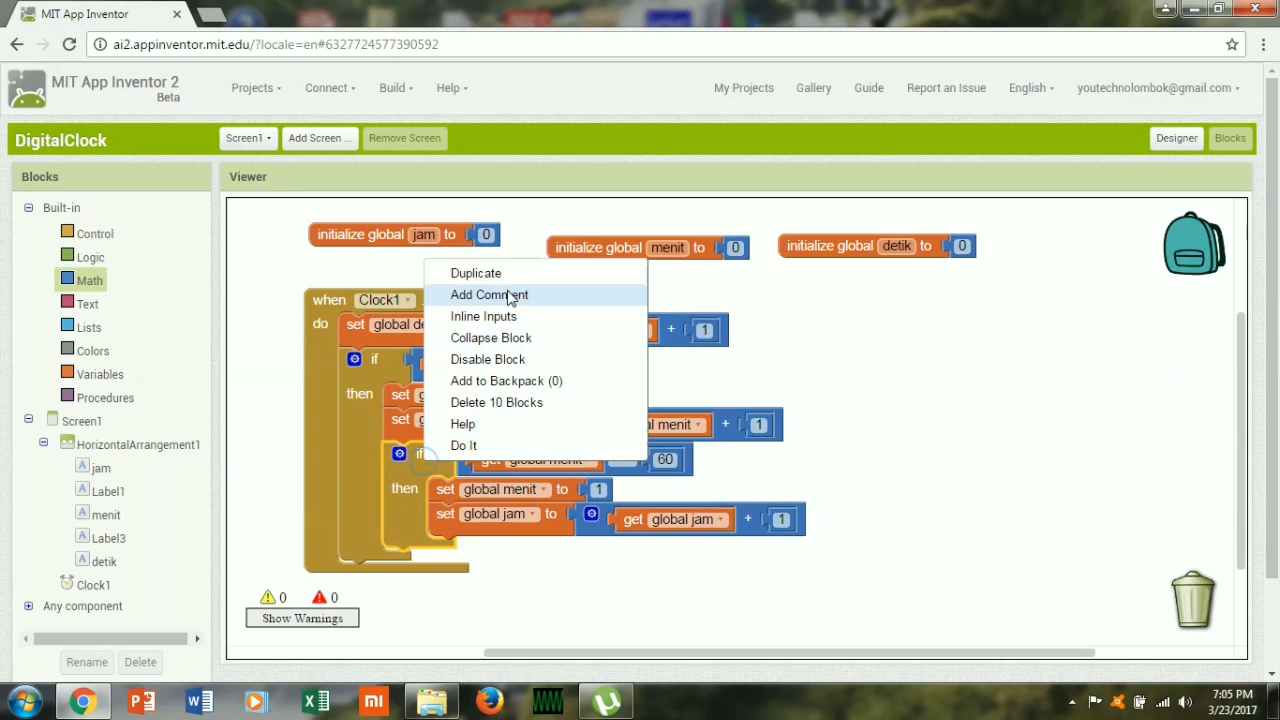 MIT App Inventor 2
ai2.appinventor.mit.edu/?locale=en#6327724577390592
MIT App Inventor 2
Beta
Projects Connect Build Help My Projects Gallery Guide Report an Issue English youtechnolombok@gmail.com
DigitalClock Screen1 Add Screen ... Remove Screen Designer Blocks
Blocks
Viewer
Built-in
Control
Logic
Math
Text
Lists
Colors
Variables
Procedures
Screen1
HorizontalArrangement1
jam
Label1
menit
Label3
detik
Clock1
Any component
Rename Delete
initialize global jam to 0
initialize global menit to 0
initialize global detik to 0
when Clock1
do set global de + 1
if
then set g
set g l menit + 1
if get global menit 60
then set global menit to 1
set global jam to get global jam + 1
Duplicate
Add Comment
Inline Inputs
Collapse Block
Disable Block
Add to Backpack (0)
Delete 10 Blocks
Help
Do It
0 0
Show Warnings
7:05 PM
3/23/2017